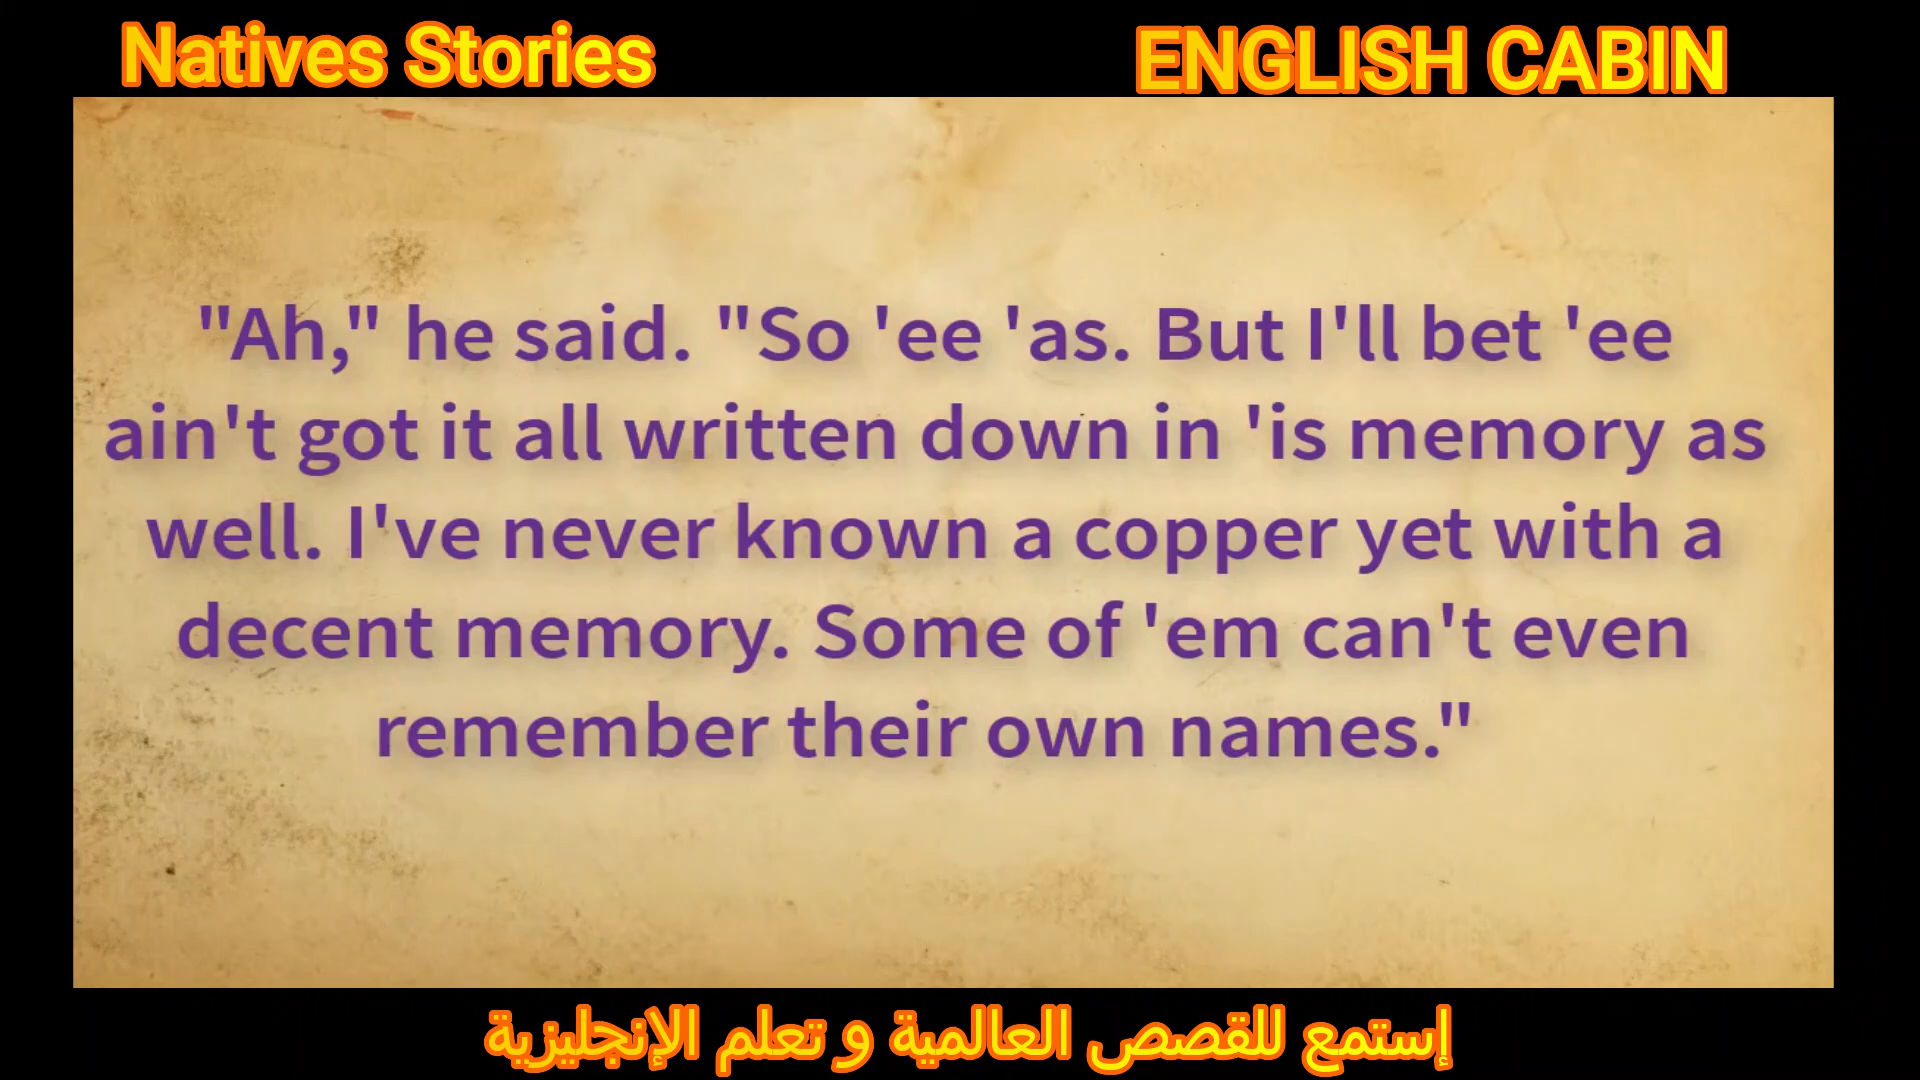 Natives Stories
ENGLISH CABIN
"Ah," he said. "So 'ee 'as. But I'll bet 'ee
ain't got it all written down in 'is memory as
well. I've never known a copper yet with a
decent memory. Some of 'em can't even
remember their own names."
إستمع للقصص العالمية و تعلم الإنجليزية